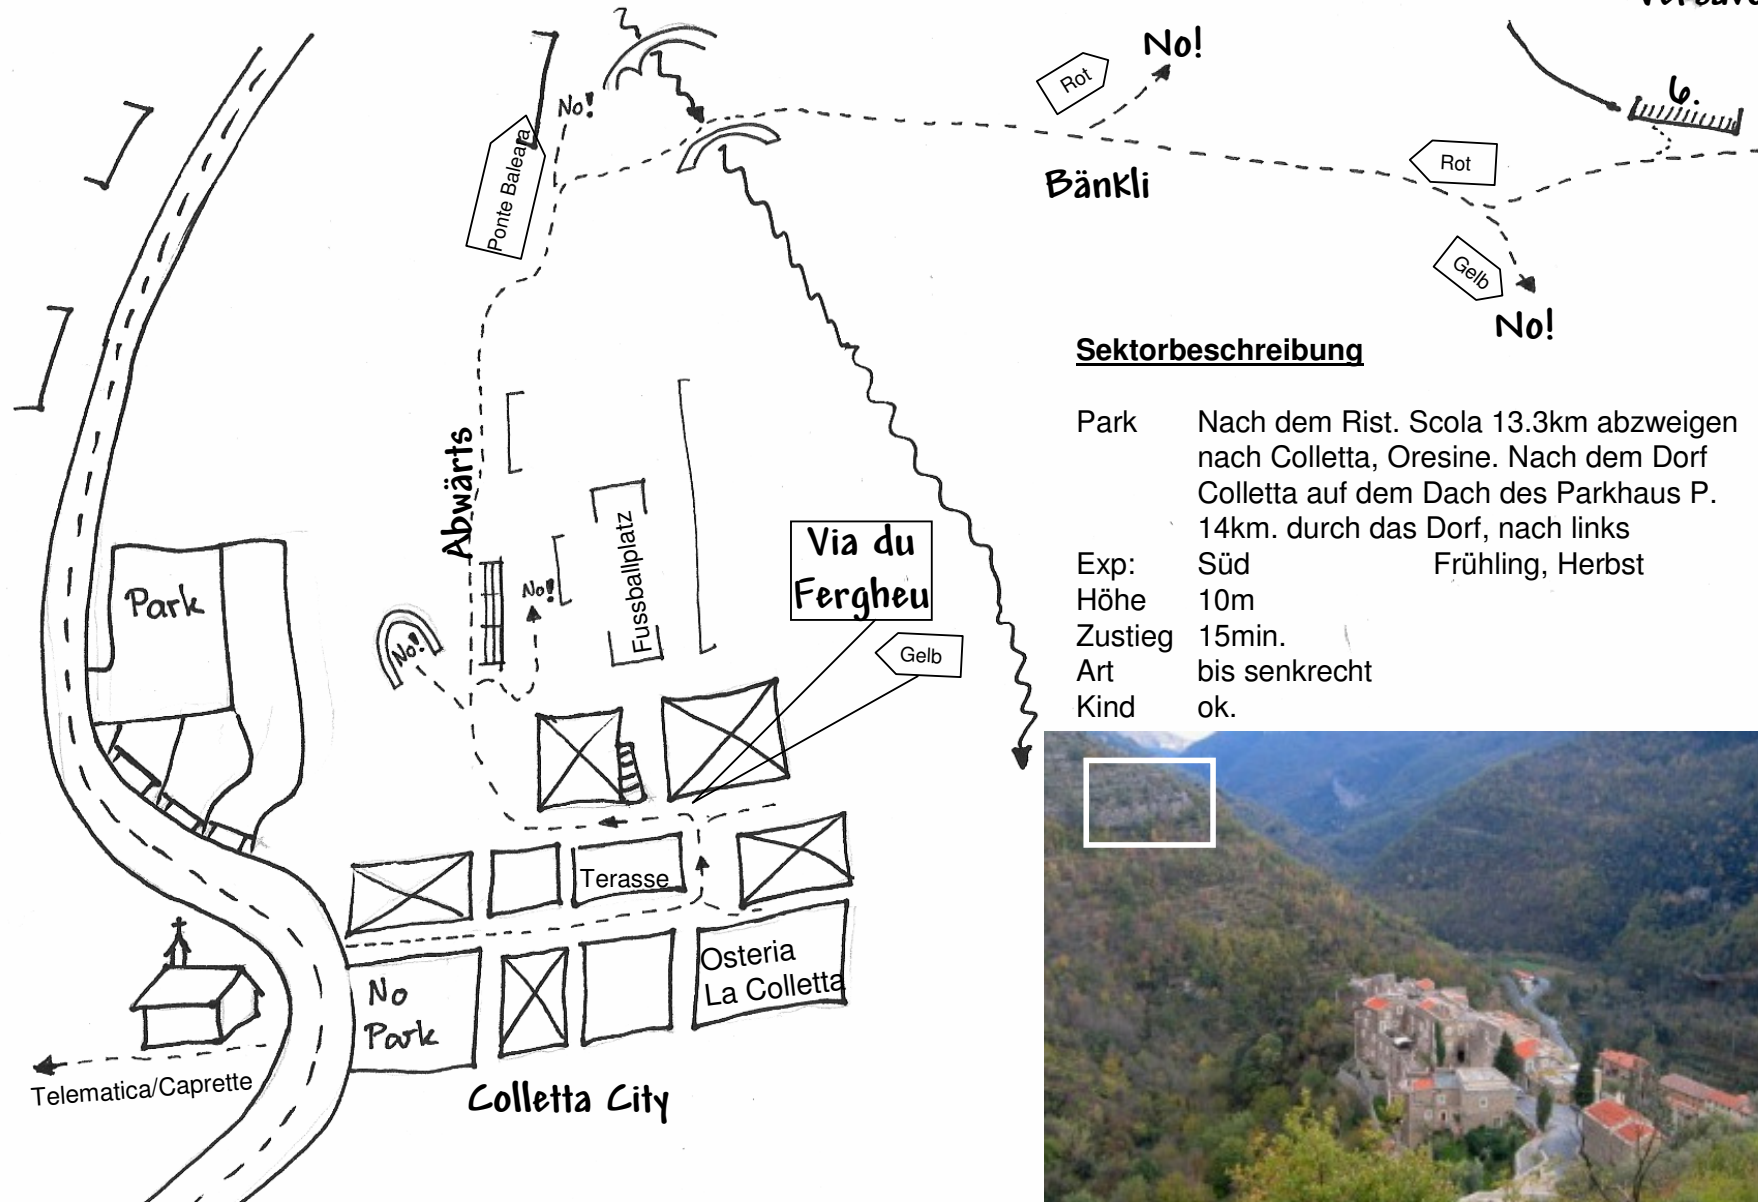 No!
Rot
6.
No!
Ponte Baleara
Rot
Bänkli
Gelb
No!
Sektorbeschreibung
Park Nach dem Rist. Scola 13.3km abzweigen
nach Colletta, Oresine. Nach dem Dorf
Colletta auf dem Dach des Parkhaus P.
14km. durch das Dorf, nach links
Exp: Süd Frühling, Herbst
Höhe 10m
Zustieg 15min.
Art bis senkrecht
Kind ok.
Abwärts
Fussballplatz
Via du
Fergheu
No!
Park
No!
Gelb
Terasse
Osteria
La Colletta
No
Park
Telematica/Caprette
Colletta City